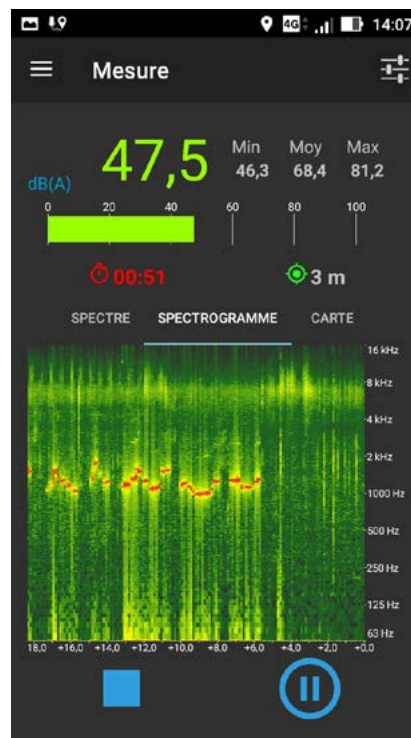 4G 14:07
Mesure
47,5
dB(A)
Min Moy Max
46,3 68,4 81,2
0 20 40 60 80 100
00:51 3 m
SPECTRE SPECTROGRAMME CARTE
16 kHz
8 kHz
4 kHz
2 kHz
1000 Hz
500 Hz
250 Hz
125 Hz
63 Hz
18,0 +16,0 +14,0 +12,0 +10,0 +8,0 +6,0 +4,0 +2,0 +0,0